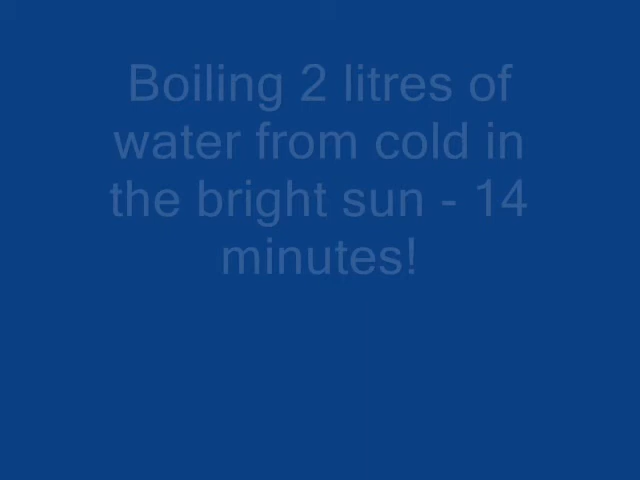 Boiling 2 litres of
water from cold in
the bright sun - 14
minutes!